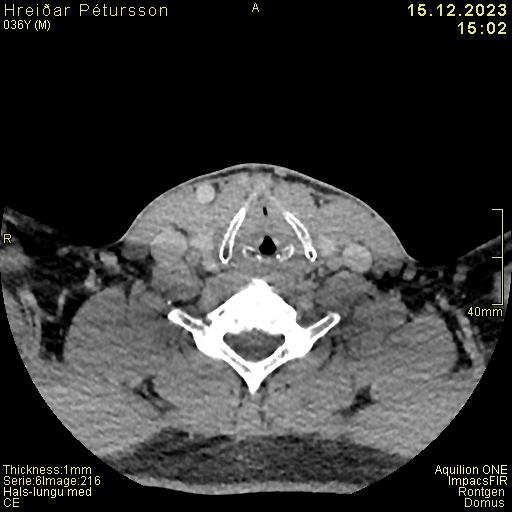 Hreiðar Pétursson
036Y (M)
A
15.12.2023
15:02
R
40mm
Thickness:1mm
Serie:6Image:216
Hals-lungu med
CE
Aquilion ONE
ImpacsFIR
Rontgen
Domus